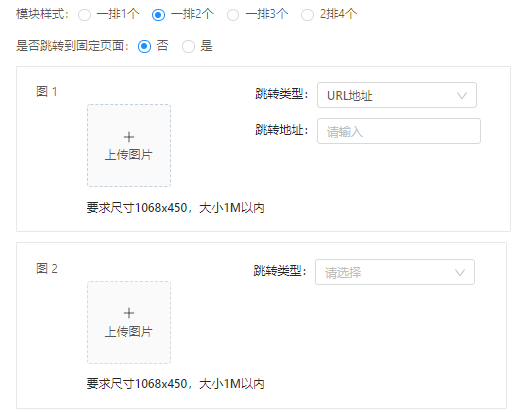 模块样式： 一排1个 一排2个 一排3个 2排4个
是否跳转到固定页面： 否 是
图 1 跳转类型： URL地址
跳转地址： 请输入
上传图片
要求尺寸1068x450，大小1M以内
图 2 跳转类型： 请选择
上传图片
要求尺寸1068x450，大小1M以内